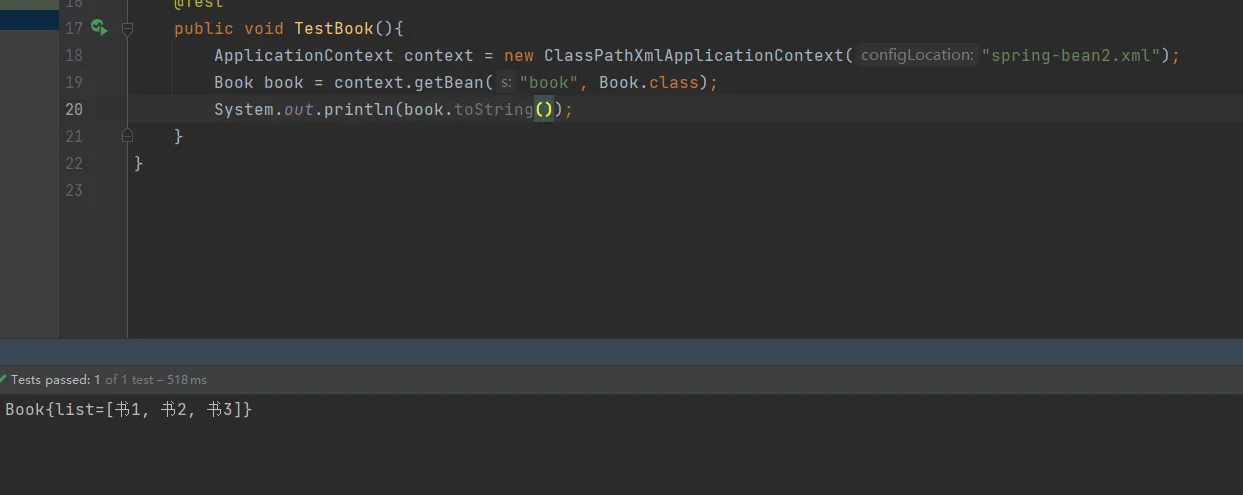 16 @Test
17 public void TestBook(){
18 ApplicationContext context = new ClassPathXmlApplicationContext( configLocation: "spring-bean2.xml");
19 Book book = context.getBean( s: "book", Book.class);
20 System.out.println(book.toString());
21 }
22 }
23
Tests passed: 1 of 1 test – 518 ms
Book{list=[书1, 书2, 书3]}